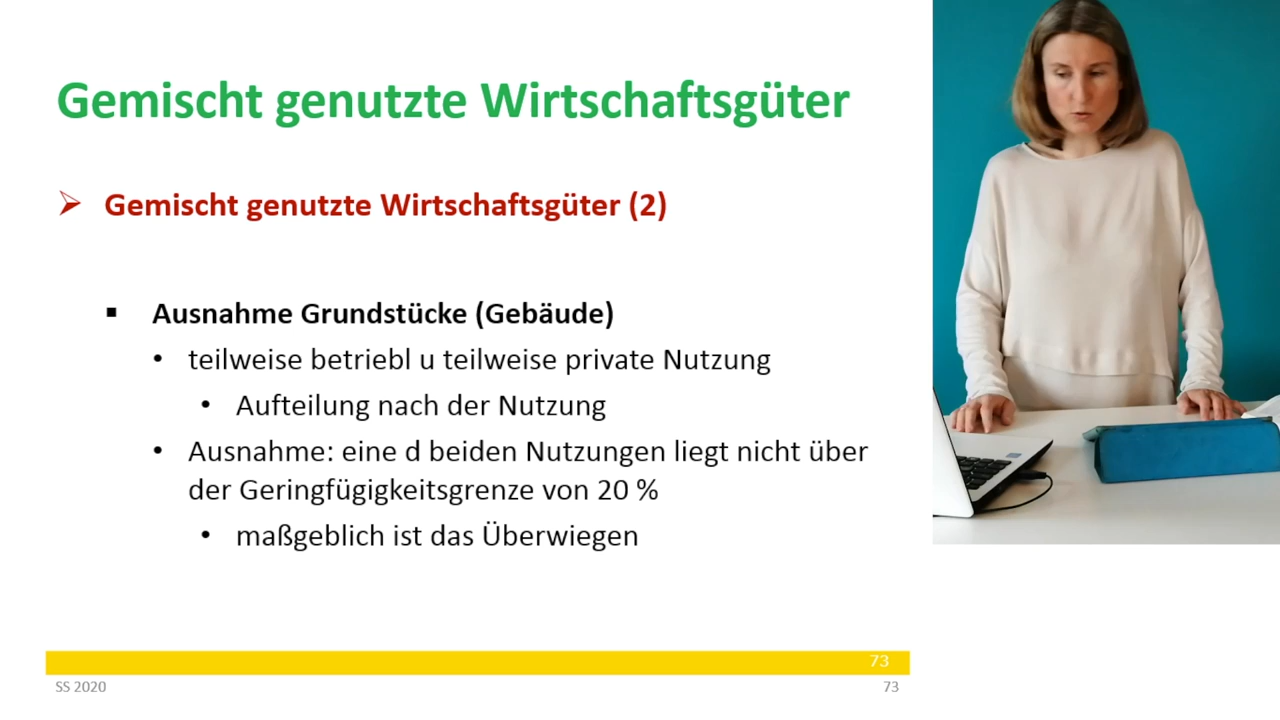 Gemischt genutzte Wirtschaftsgüter
➢ Gemischt genutzte Wirtschaftsgüter (2)
▪ Ausnahme Grundstücke (Gebäude)
• teilweise betriebl u teilweise private Nutzung
• Aufteilung nach der Nutzung
• Ausnahme: eine d beiden Nutzungen liegt nicht über
der Geringfügigkeitsgrenze von 20 %
• maßgeblich ist das Überwiegen
73
SS 2020
73